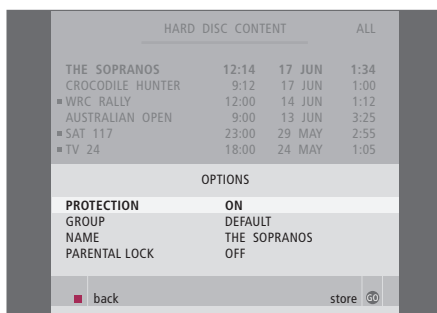 HARD DISC CONTENT ALL
THE SOPRANOS 12:14 17 JUN 1:34
CROCODILE HUNTER 9:12 17 JUN 1:00
WRC RALLY 12:00 14 JUN 1:12
AUSTRALIAN OPEN 9:00 13 JUN 3:25
SAT 117 23:00 29 MAY 2:55
TV 24 18:00 24 MAY 1:05
OPTIONS
PROTECTION ON
GROUP DEFAULT
NAME THE SOPRANOS
PARENTAL LOCK OFF
back store GO